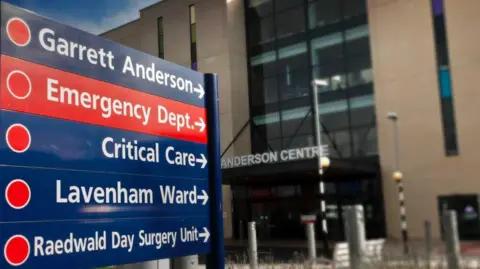 Garrett Anderson
Emergency Dept.
Critical Care
Lavenham Ward
Raedwald Day Surgery Unit
ANDERSON CENTRE